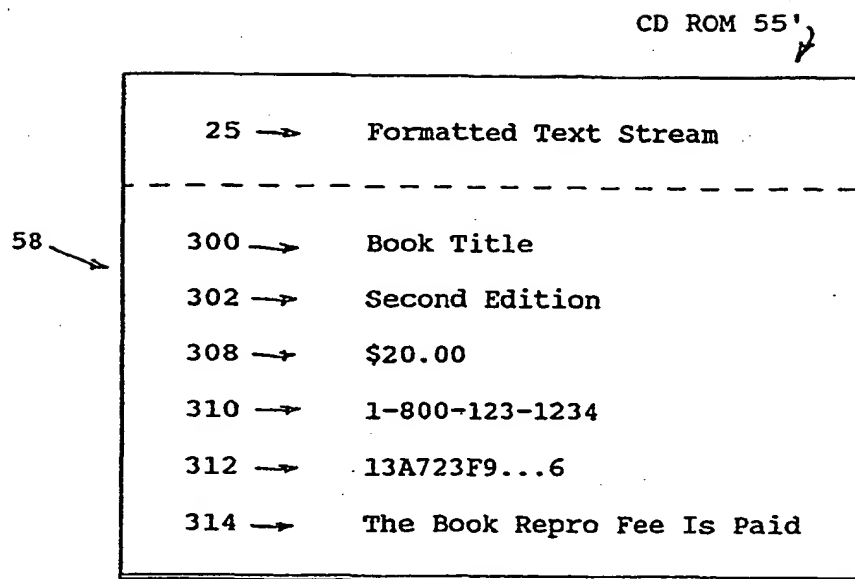 CD ROM 55'
25 Formatted Text Stream
58
300 Book Title
302 Second Edition
308 $20.00
310 1-800-123-1234
312 13A723F9...6
314 The Book Repro Fee Is Paid